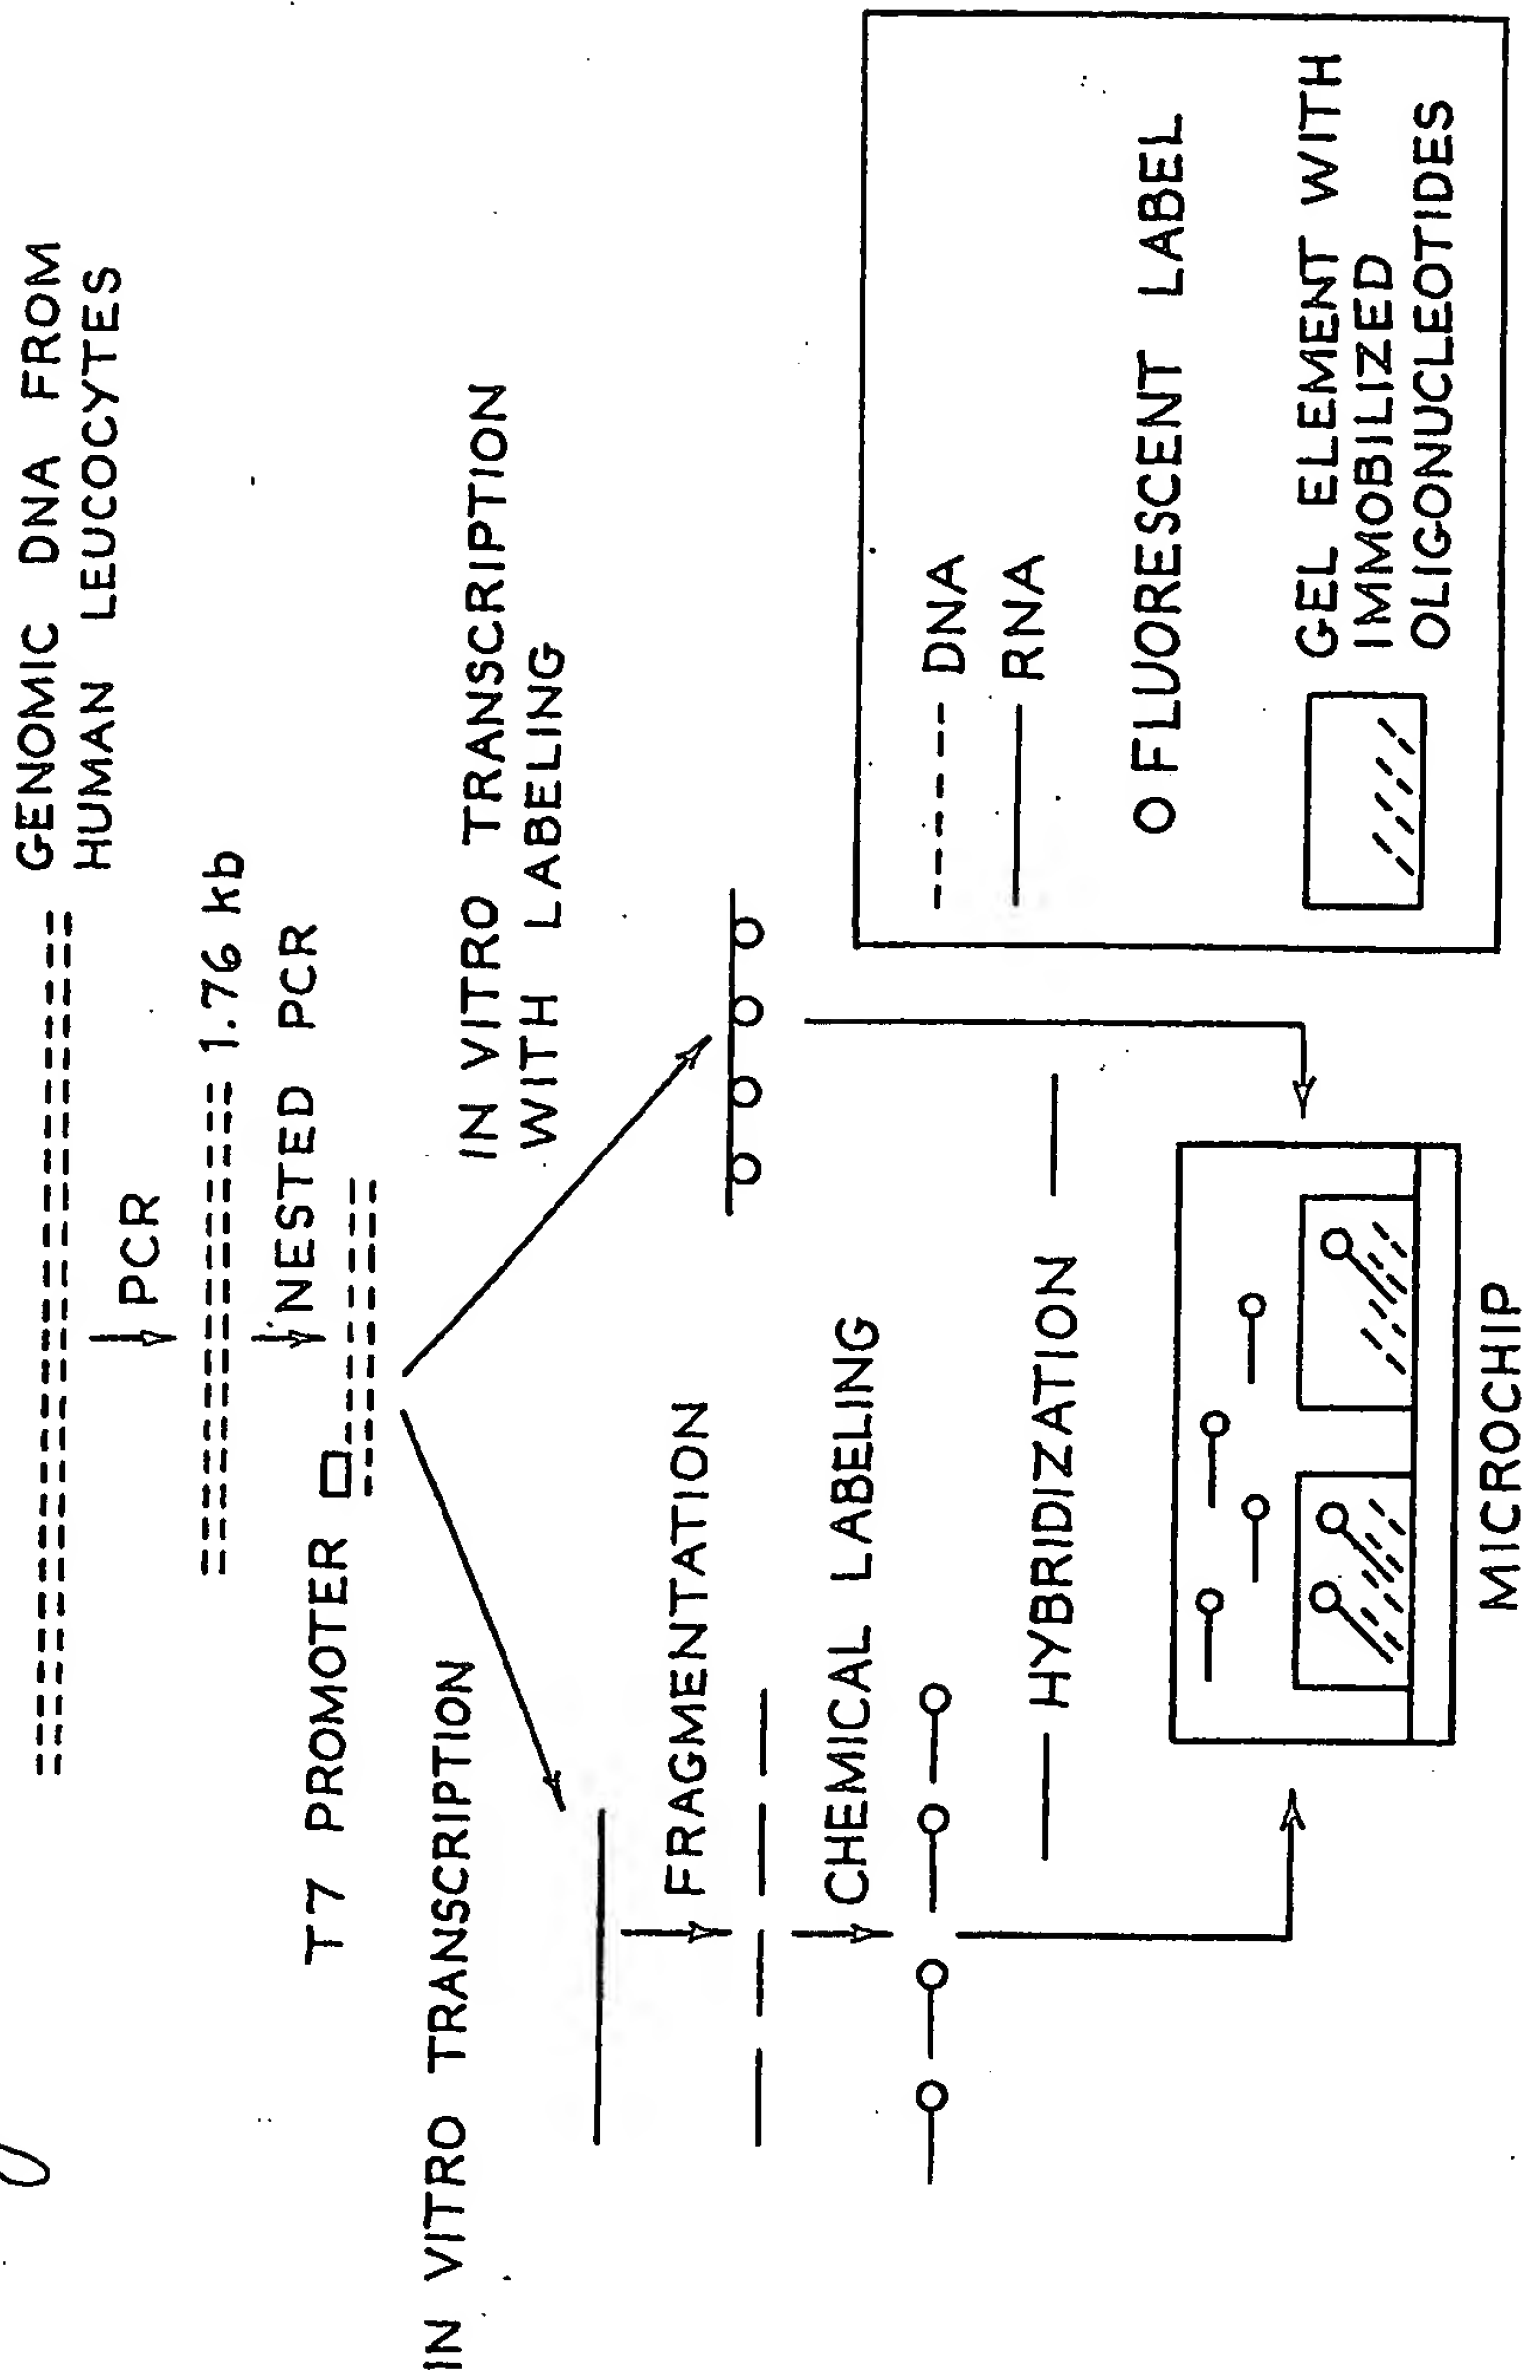 GENOMIC DNA FROM
HUMAN LEUCOCYTES
PCR
1.76 kb
NESTED PCR
T7 PROMOTER
IN VITRO TRANSCRIPTION
IN VITRO TRANSCRIPTION
WITH LABELING
FRAGMENTATION
CHEMICAL LABELING
HYBRIDIZATION
MICROCHIP
DNA
RNA
FLUORESCENT LABEL
GEL ELEMENT WITH
IMMOBILIZED
OLIGONUCLEOTIDES